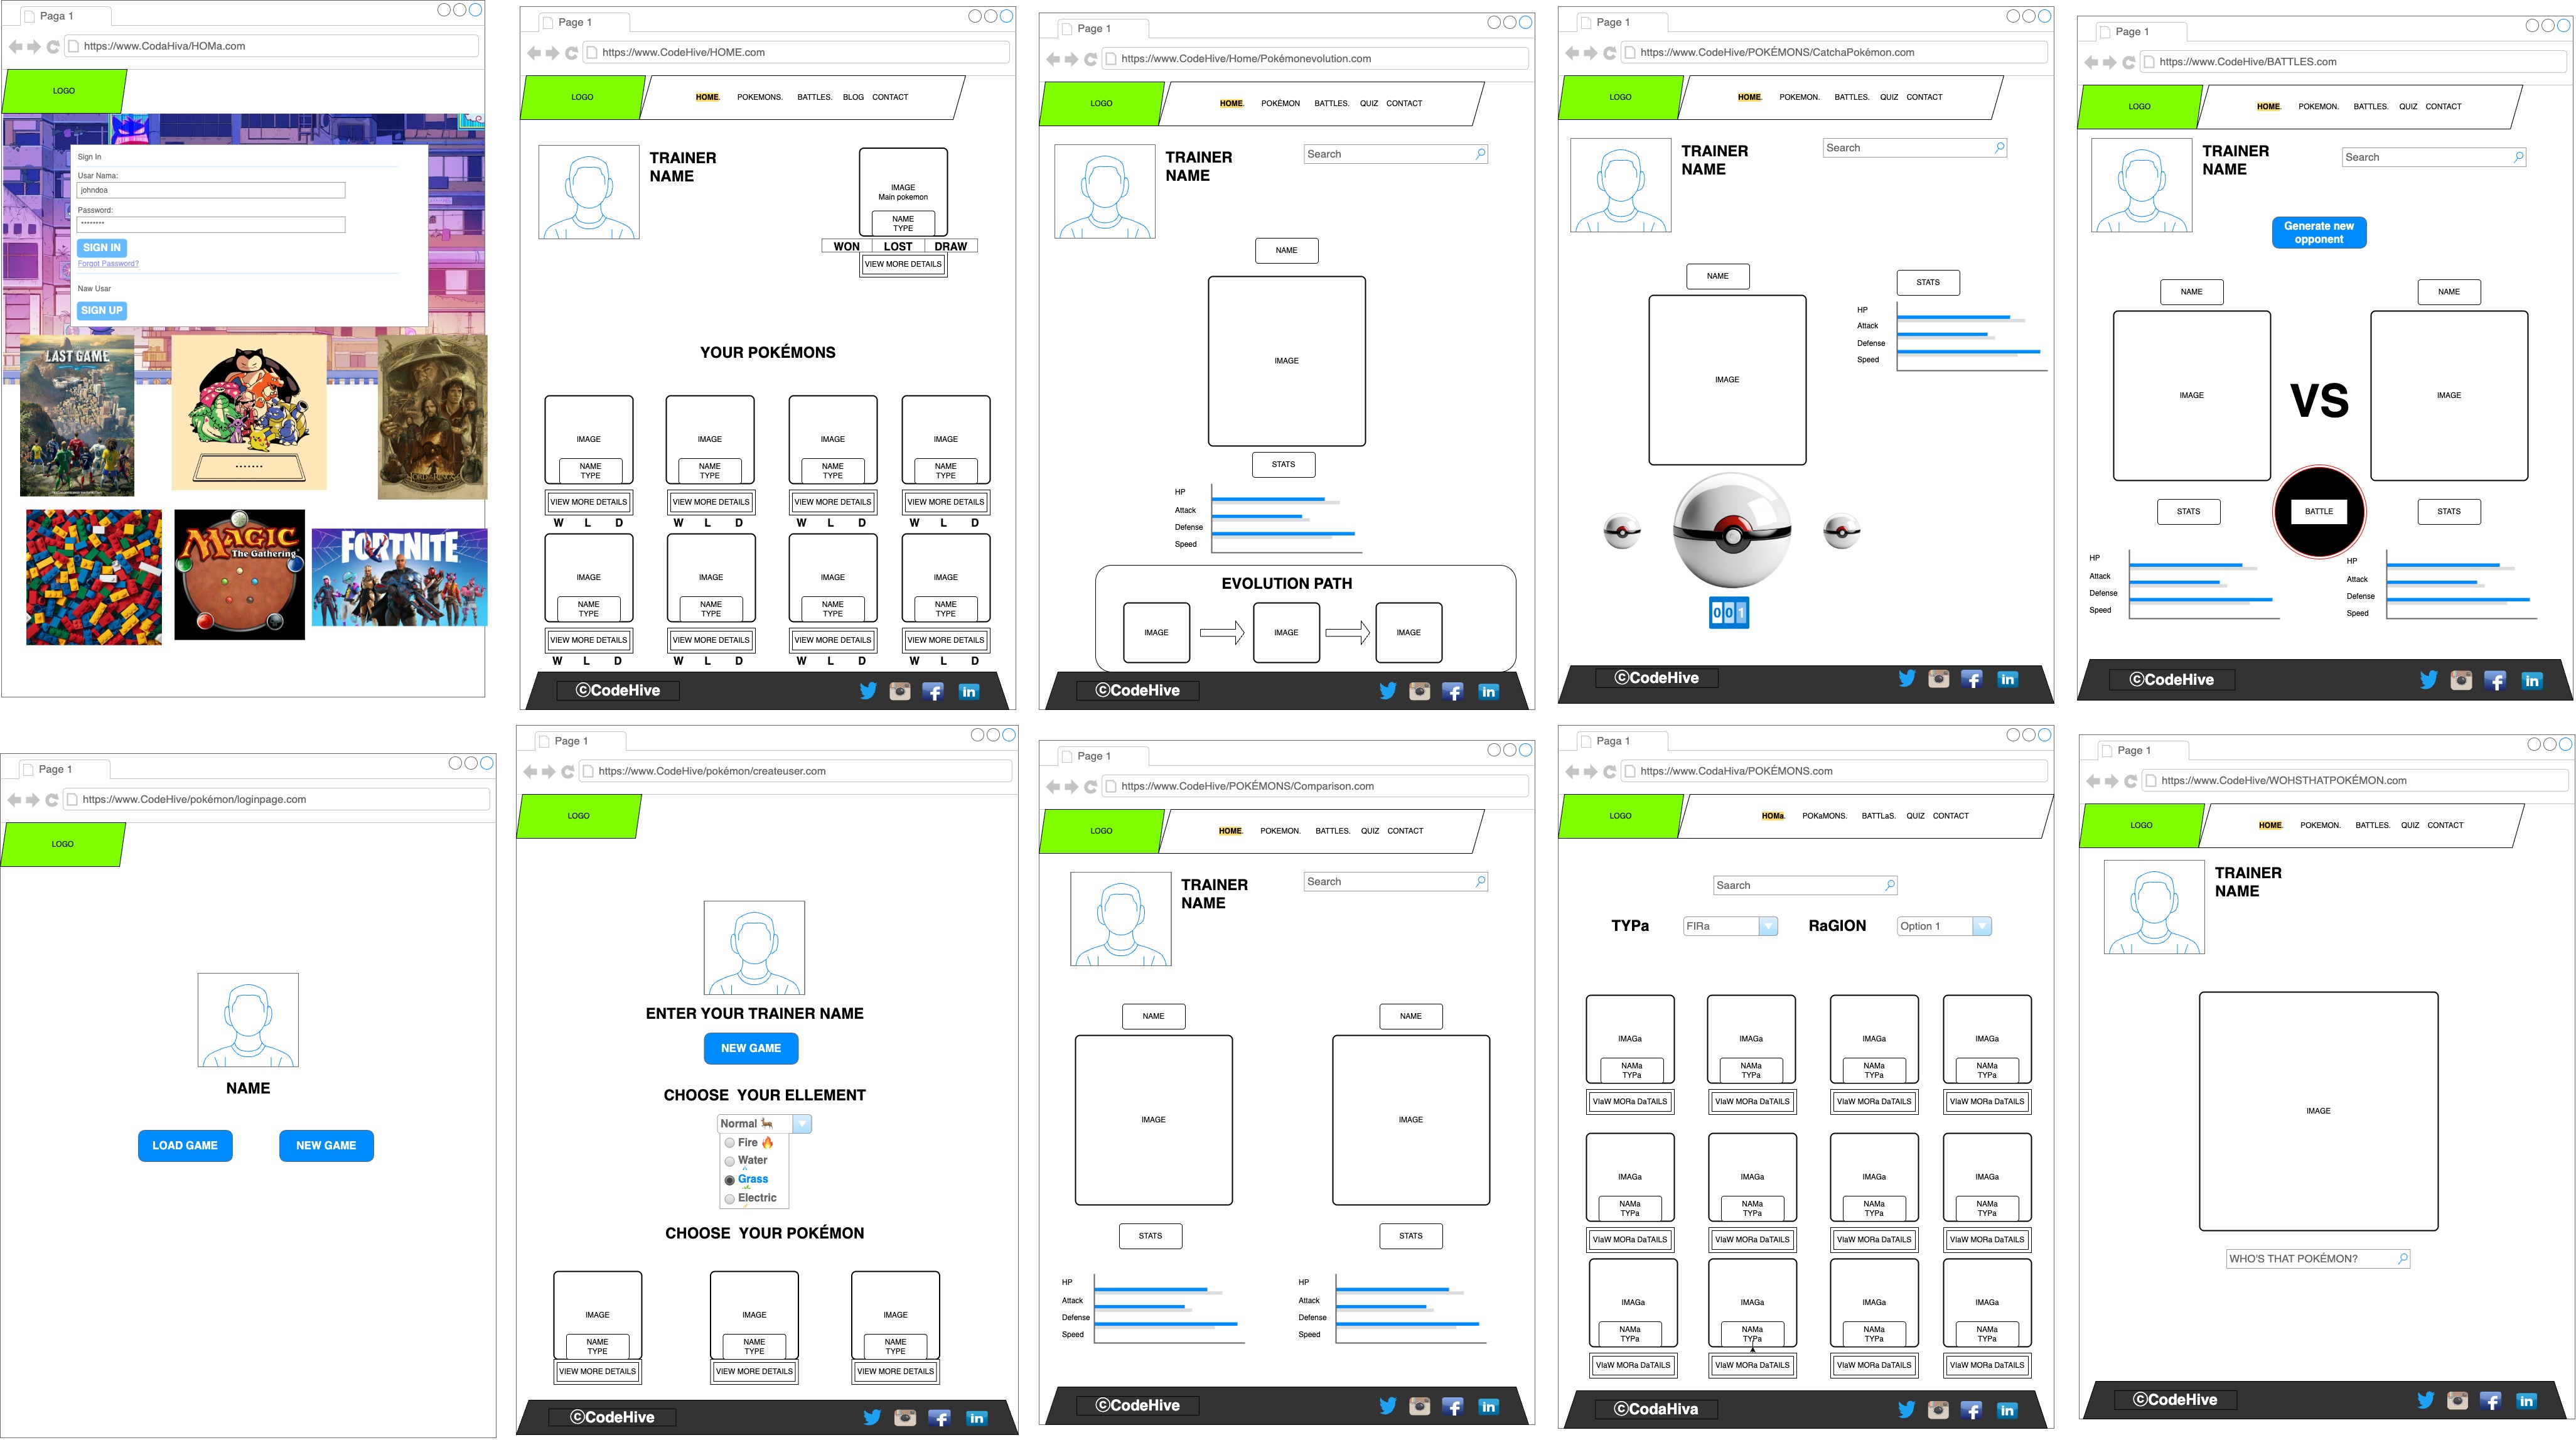 Paga 1
https://www.CodaHiva/HOMa.com
LOGO
Sign In
Usar Name:
johndoa
Password:
********
SIGN IN
Forgot Password?
Naw Usar
SIGN UP
LAST GAME
MAGIC
The Gathering
FORTNITE
Page 1
https://www.CodeHive/HOME.com
LOGO
HOME. POKEMONS. BATTLES. BLOG CONTACT
TRAINER
NAME
IMAGE
Main pokemon
NAME
TYPE
WON LOST DRAW
VIEW MORE DETAILS
YOUR POKÉMONS
IMAGE IMAGE IMAGE IMAGE
NAME NAME NAME NAME
TYPE TYPE TYPE TYPE
VIEW MORE DETAILS VIEW MORE DETAILS VIEW MORE DETAILS VIEW MORE DETAILS
W L D W L D W L D W L D
IMAGE IMAGE IMAGE IMAGE
NAME NAME NAME NAME
TYPE TYPE TYPE TYPE
VIEW MORE DETAILS VIEW MORE DETAILS VIEW MORE DETAILS VIEW MORE DETAILS
W L D W L D W L D W L D
©CodeHive
Page 1
https://www.CodeHive/Home/Pokémonevolution.com
LOGO
HOME. POKÉMON BATTLES. QUIZ CONTACT
TRAINER
NAME
Search
NAME
IMAGE
STATS
HP
Attack
Defense
Speed
EVOLUTION PATH
IMAGE IMAGE IMAGE
©CodeHive
Page 1
https://www.CodeHive/POKÉMONS/CatchaPokémon.com
LOGO
HOME. POKEMON. BATTLES. QUIZ CONTACT
TRAINER
NAME
Search
NAME
STATS
HP
Attack
Defense
Speed
IMAGE
001
©CodeHive
Page 1
https://www.CodeHive/BATTLES.com
LOGO
HOME. POKEMON. BATTLES. QUIZ CONTACT
TRAINER
NAME
Search
Generate new
opponent
NAME NAME
IMAGE VS IMAGE
STATS BATTLE STATS
HP HP
Attack Attack
Defense Defense
Speed Speed
©CodeHive
Page 1
https://www.CodeHive/pokémon/loginpage.com
LOGO
NAME
LOAD GAME NEW GAME
Page 1
https://www.CodeHive/pokémon/createuser.com
LOGO
ENTER YOUR TRAINER NAME
NEW GAME
CHOOSE YOUR ELLEMENT
Normal
Fire 🔥
Water
Grass
Electric
CHOOSE YOUR POKÉMON
IMAGE IMAGE IMAGE
NAME NAME NAME
TYPE TYPE TYPE
VIEW MORE DETAILS VIEW MORE DETAILS VIEW MORE DETAILS
©CodeHive
Page 1
https://www.CodeHive/POKÉMONS/Comparison.com
LOGO
HOME. POKEMON. BATTLES. QUIZ CONTACT
TRAINER
NAME
Search
NAME NAME
IMAGE IMAGE
STATS STATS
HP HP
Attack Attack
Defense Defense
Speed Speed
©CodeHive
Paga 1
https://www.CodaHiva/POKÉMONS.com
LOGO
HOMa. POKaMONS. BATTLaS. QUIZ CONTACT
Saarch
TYPa FIRa RaGION Option 1
IMAGa IMAGa IMAGa IMAGa
NAMa NAMa NAMa NAMa
TYPa TYPa TYPa TYPa
VIaW MORa DaTAILS VIaW MORa DaTAILS VIaW MORa DaTAILS VIaW MORa DaTAILS
IMAGa IMAGa IMAGa IMAGa
NAMa NAMa NAMa NAMa
TYPa TYPa TYPa TYPa
VIaW MORa DaTAILS VIaW MORa DaTAILS VIaW MORa DaTAILS VIaW MORa DaTAILS
IMAGa IMAGa IMAGa IMAGa
NAMa NAMa NAMa NAMa
TYPa TYPa TYPa TYPa
VIaW MORa DaTAILS VIaW MORa DaTAILS VIaW MORa DaTAILS VIaW MORa DaTAILS
©CodaHiva
Page 1
https://www.CodeHive/WOHSTHATPOKÉMON.com
LOGO
HOME. POKEMON. BATTLES. QUIZ CONTACT
TRAINER
NAME
IMAGE
WHO'S THAT POKÉMON?
©CodeHive